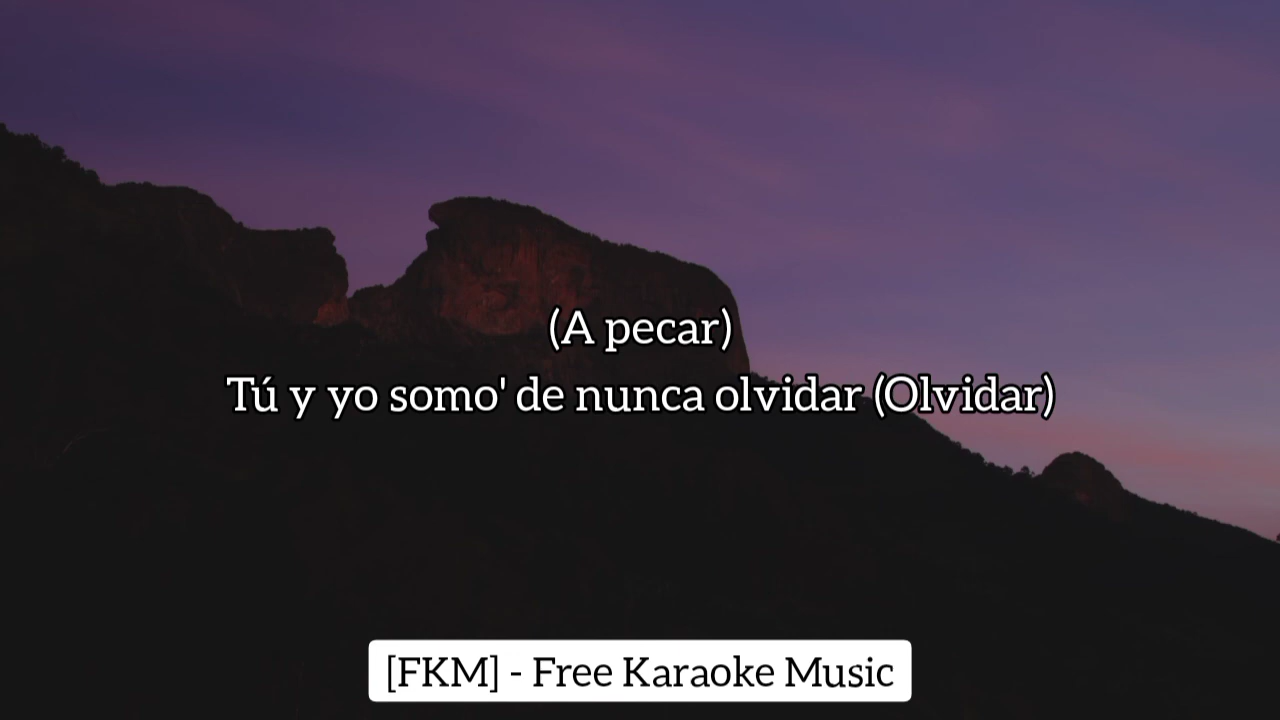 (A pecar)
Tú y yo somo' de nunca olvidar (Olvidar)
[FKM] - Free Karaoke Music